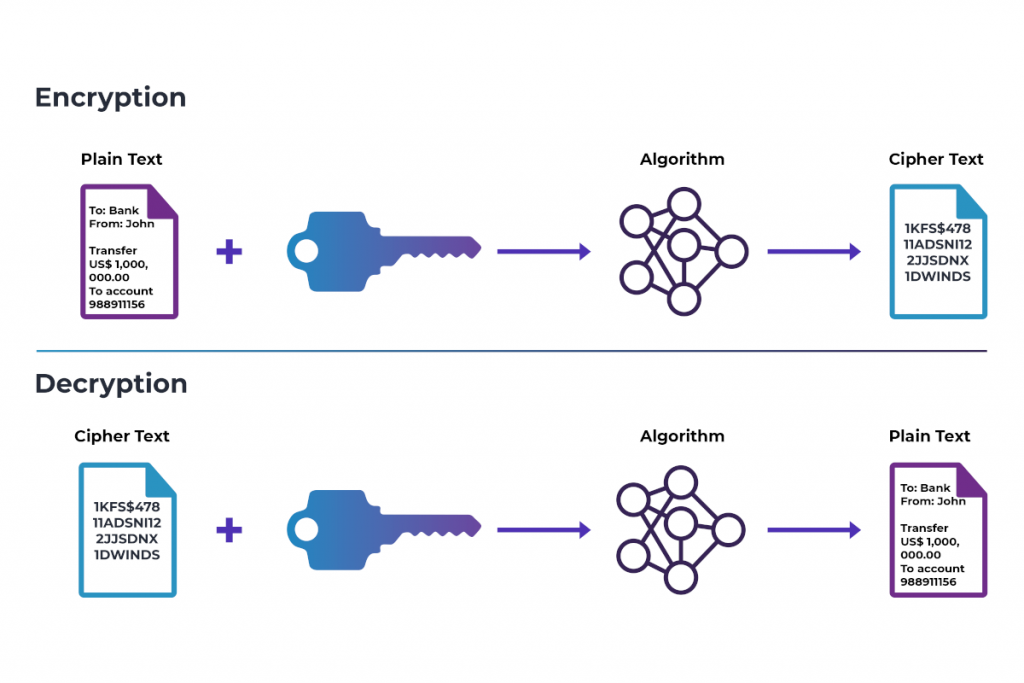 Encryption
Plain Text
To: Bank
From: John
Transfer
US$ 1,000,
000.00
To account
988911156
Algorithm
Cipher Text
1KFS$478
11ADSNI12
2JJSDNX
1DWINDS
Decryption
Cipher Text
1KFS$478
11ADSNI12
2JJSDNX
1DWINDS
Algorithm
Plain Text
To: Bank
From: John
Transfer
US$ 1,000,
000.00
To account
988911156